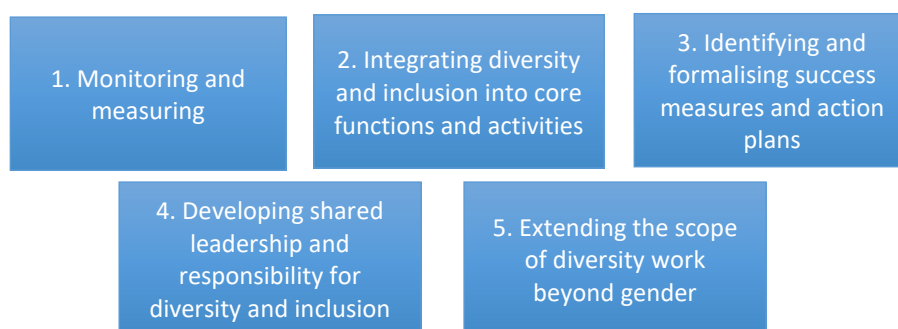 1. Monitoring and
measuring
2. Integrating diversity
and inclusion into core
functions and activities
3. Identifying and
formalising success
measures and action
plans
4. Developing shared
leadership and
responsibility for
diversity and inclusion
5. Extending the scope
of diversity work
beyond gender